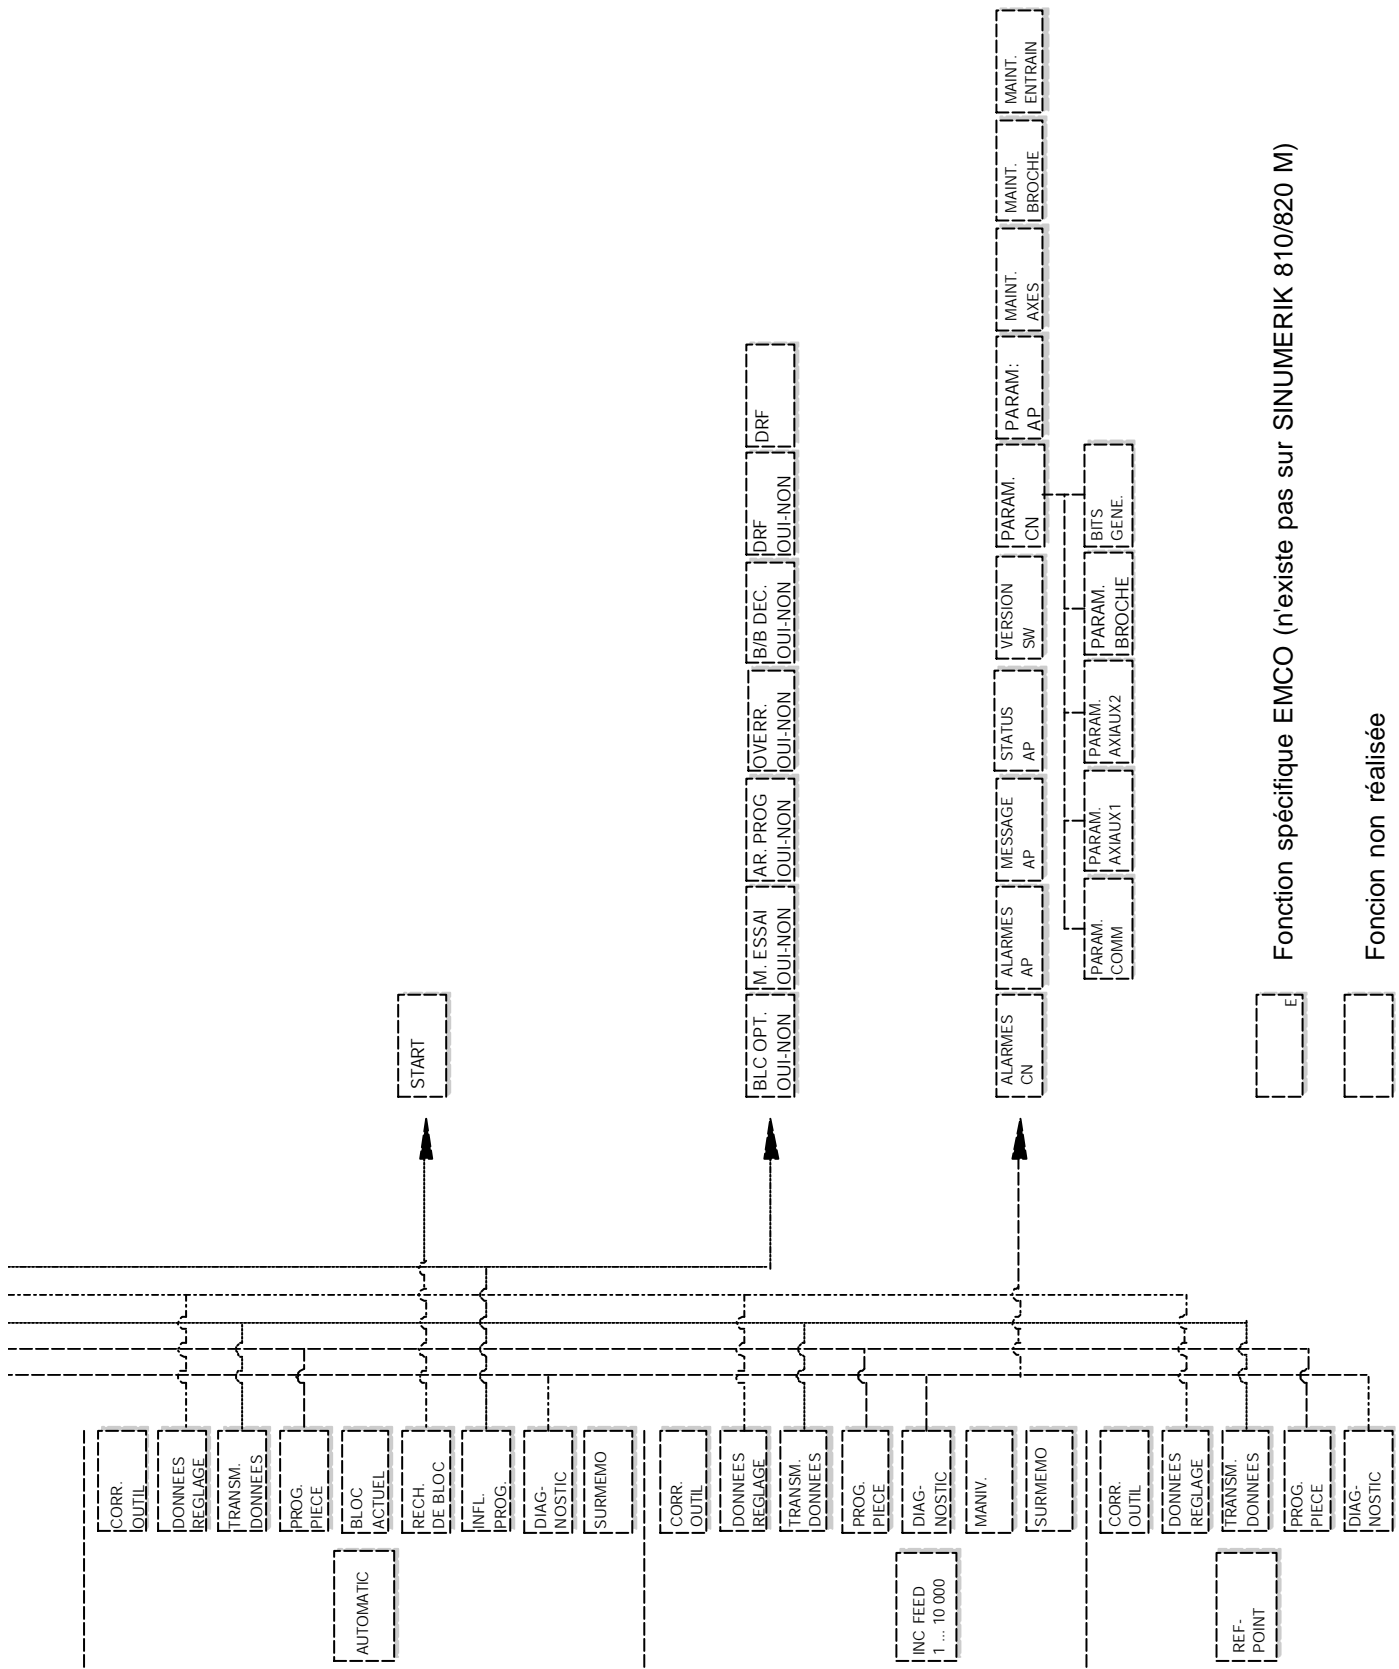 AUTOMATIC
CORR.
OUTIL
DONNEES
REGLAGE
TRANSM.
DONNEES
PROG.
PIECE
BLOC
ACTUEL
RECH.
DE BLOC
INFL.
PROG.
DIAG-
NOSTIC
SURMEMO
START
BLC OPT.
OUI-NON
M. ESSAI
OUI-NON
AR. PROG
OUI-NON
OVERR.
OUI-NON
B/B DEC.
OUI-NON
DRF
OUI-NON
DRF
INC FEED
1 ... 10 000
CORR.
OUTIL
DONNEES
REGLAGE
TRANSM.
DONNEES
PROG.
PIECE
DIAG-
NOSTIC
MANIV.
SURMEMO
ALARMES
CN
ALARMES
AP
MESSAGE
AP
STATUS
AP
VERSION
SW
PARAM.
CN
PARAM:
AP
MAINT.
AXES
MAINT.
BROCHE
MAINT.
ENTRAIN
PARAM.
COMM
PARAM.
AXIAUX1
PARAM.
AXIAUX2
PARAM.
BROCHE
BITS
GENE.
REF-
POINT
CORR.
OUTIL
DONNEES
REGLAGE
TRANSM.
DONNEES
PROG.
PIECE
DIAG-
NOSTIC
E
Fonction spécifique EMCO (n'existe pas sur SINUMERIK 810/820 M)
Foncion non réalisée